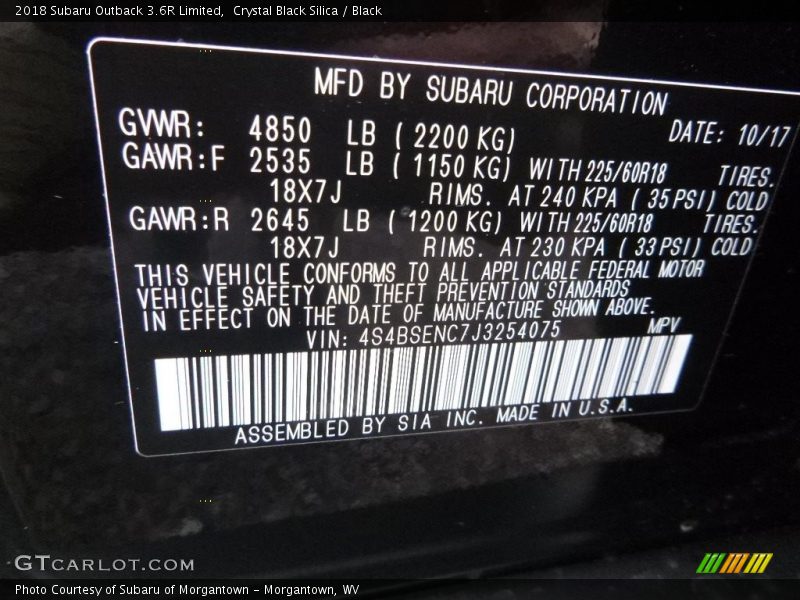 2018 Subaru Outback 3.6R Limited,  Crystal Black Silica / Black
MFD BY SUBARU CORPORATION
GVWR: 4850 LB ( 2200 KG) DATE: 10/17
GAWR:F 2535 LB ( 1150 KG) WITH 225/60R18 TIRES.
18X7J RIMS. AT 240 KPA ( 35 PSI) COLD
GAWR:R 2645 LB ( 1200 KG) WITH 225/60R18 TIRES.
18X7J RIMS. AT 230 KPA ( 33 PSI) COLD
THIS VEHICLE CONFORMS TO ALL APPLICABLE FEDERAL MOTOR
VEHICLE SAFETY AND THEFT PREVENTION STANDARDS
IN EFFECT ON THE DATE OF MANUFACTURE SHOWN ABOVE.
VIN: 4S4BSENC7J3254075 MPV
ASSEMBLED BY SIA INC. MADE IN U.S.A.
GTCARLOT.COM
Photo Courtesy of Subaru of Morgantown – Morgantown, WV